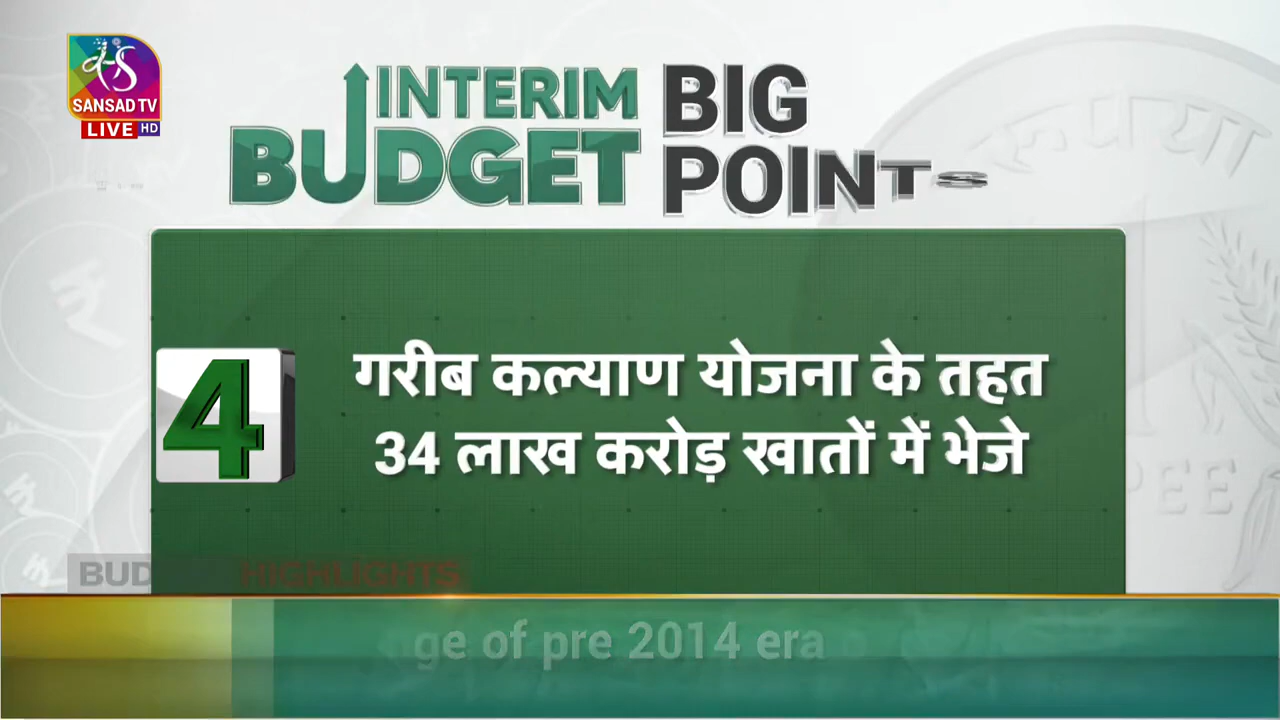 SANSAD TV
LIVE HD
INTERIM
BUDGET
BIG
POINTS
4
गरीब कल्याण योजना के तहत
34 लाख करोड़ खातों में भेजे
HIGHLIGHTS
of pre 2014 era